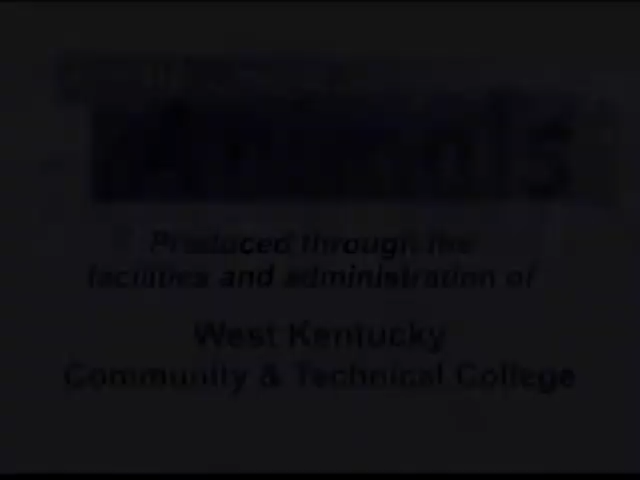 Produced through the
facilities and administration of
West Kentucky
Community & Technical College